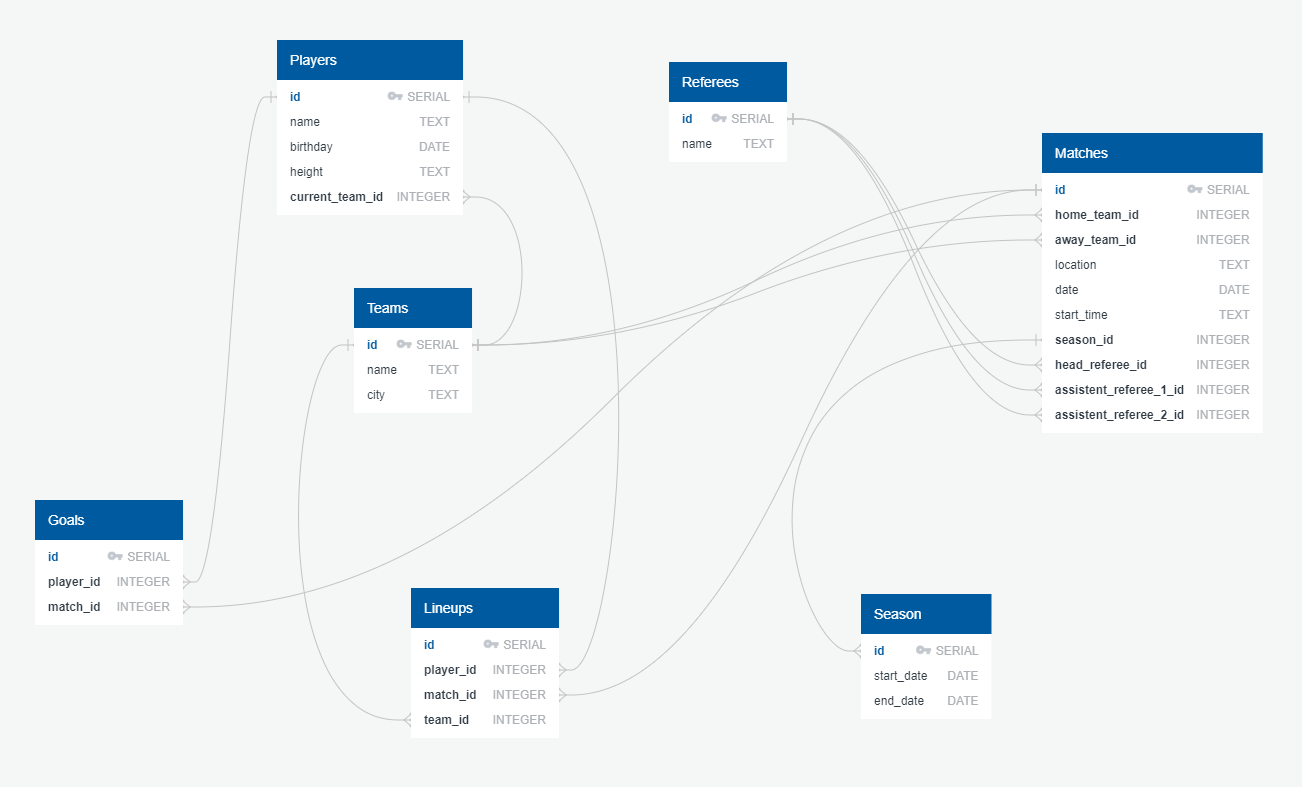 Players
id SERIAL
name TEXT
birthday DATE
height TEXT
current_team_id INTEGER
Referees
id SERIAL
name TEXT
Matches
id SERIAL
home_team_id INTEGER
away_team_id INTEGER
location TEXT
date DATE
start_time TEXT
season_id INTEGER
head_referee_id INTEGER
assistent_referee_1_id INTEGER
assistent_referee_2_id INTEGER
Teams
id SERIAL
name TEXT
city TEXT
Goals
id SERIAL
player_id INTEGER
match_id INTEGER
Lineups
id SERIAL
player_id INTEGER
match_id INTEGER
team_id INTEGER
Season
id SERIAL
start_date DATE
end_date DATE